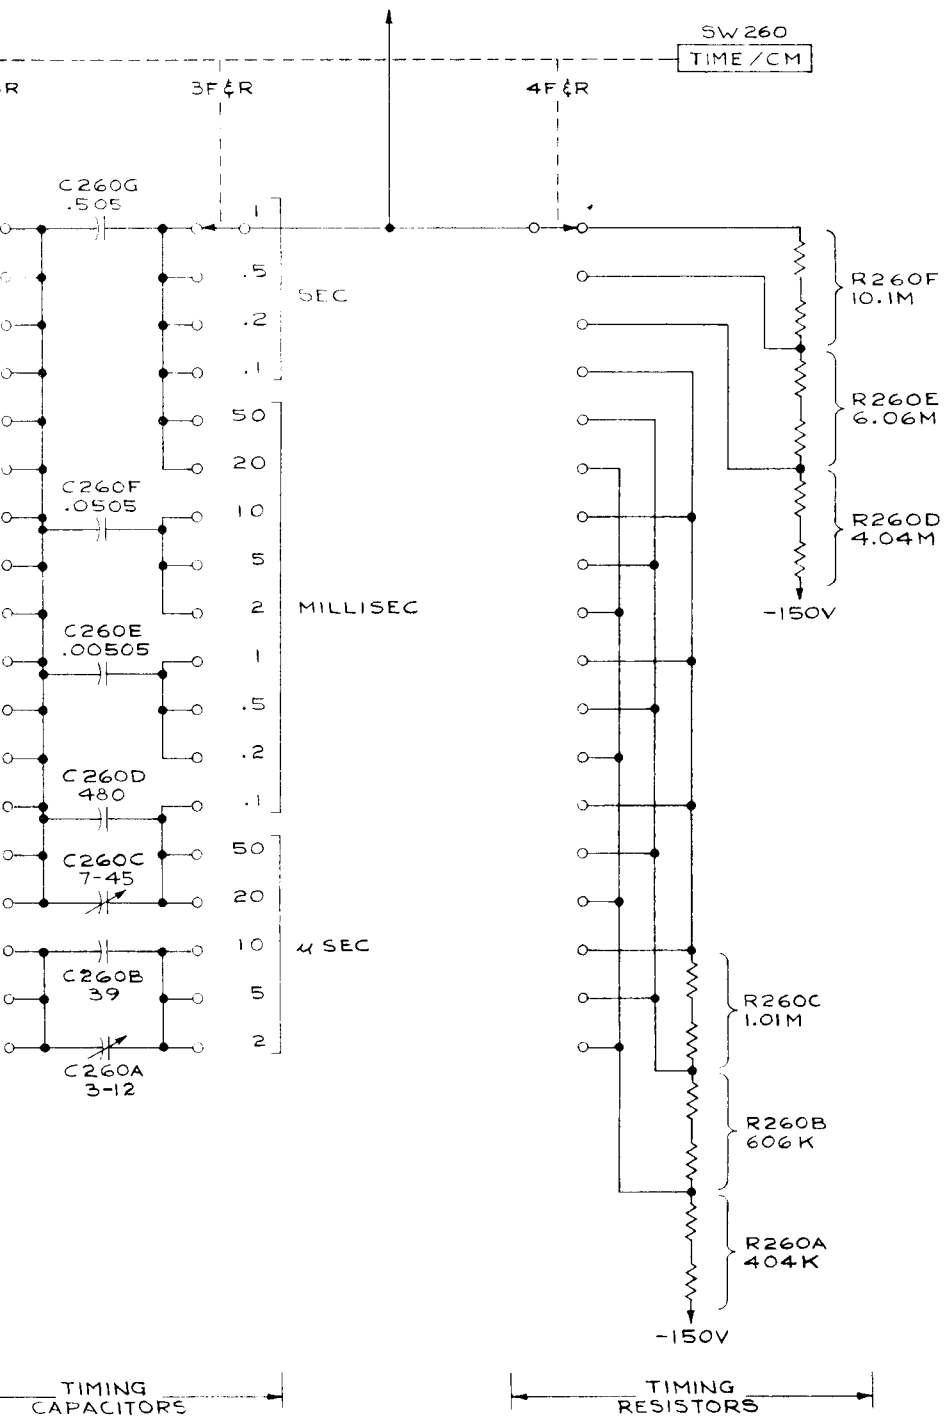 SW260
TIME/CM
R
3F&R
4F&R
C260G
.505
1
.5
SEC
.2
.1
R260F
10.1M
R260E
6.06M
50
20
C260F
.0505
10
5
R260D
4.04M
2
MILLISEC
-150V
C260E
.00505
1
.5
.2
C260D
480
.1
50
C260C
7-45
20
10
μ SEC
C260B
39
5
R260C
1.01M
2
C260A
3-12
R260B
606K
R260A
404K
-150V
TIMING
CAPACITORS
TIMING
RESISTORS